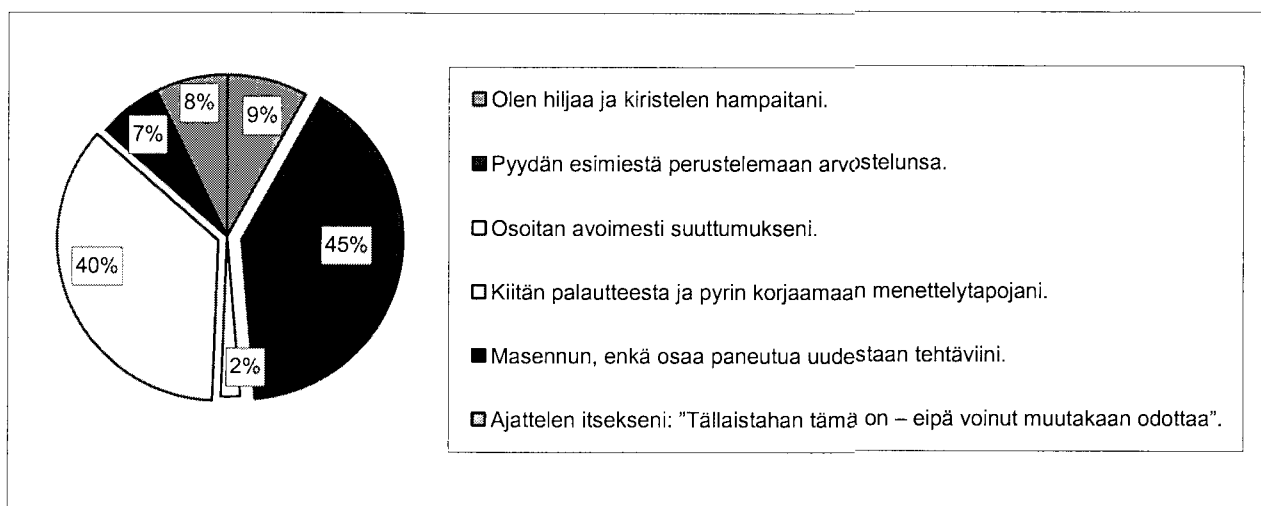 8%
9%
7%
45%
40%
2%
Olen hiljaa ja kiristelen hampaitani.
Pyydän esimiestä perustelemaan arvostelunsa.
Osoitan avoimesti suuttumukseni.
Kiitän palautteesta ja pyrin korjaamaan menettelytapojani.
Masennun, enkä osaa paneutua uudestaan tehtäviini.
Ajattelen itsekseni: ”Tällaistahan tämä on – eipä voinut muutakaan odottaa”.